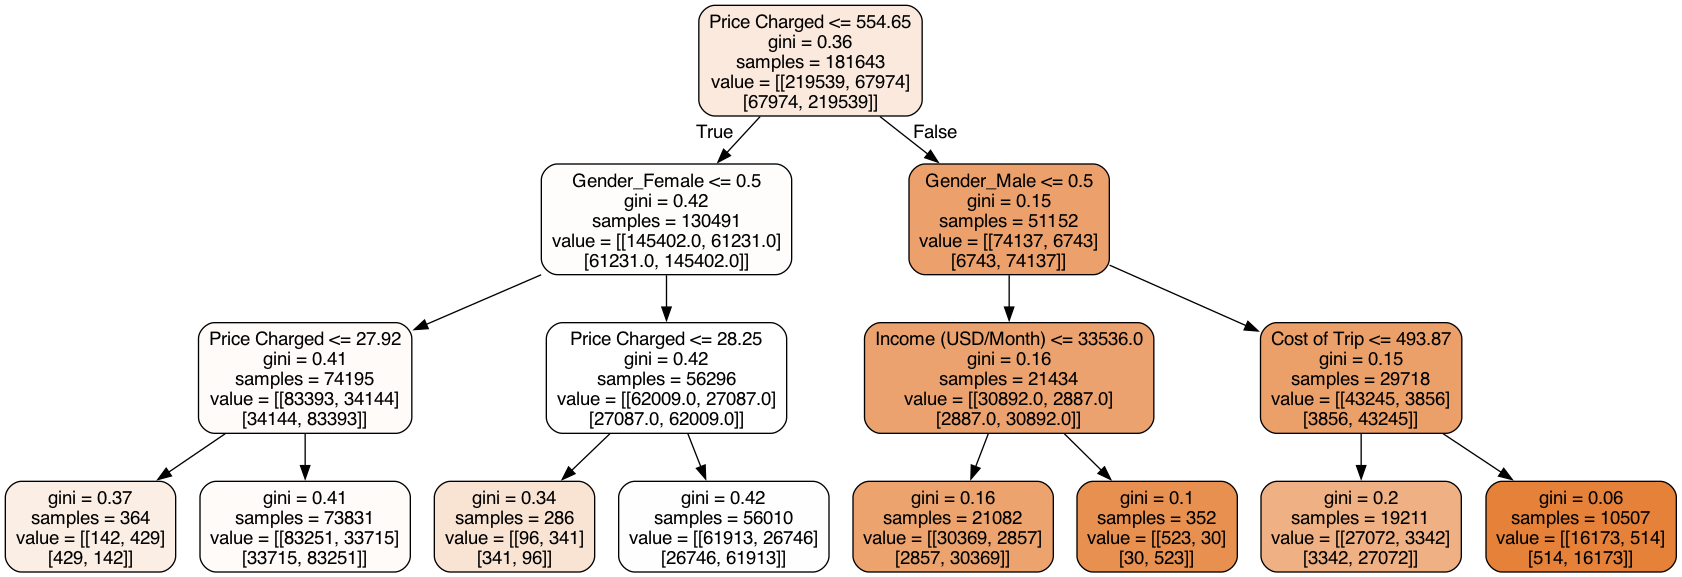 Price Charged <= 554.65
gini = 0.36
samples = 181643
value = [[219539, 67974]
[67974, 219539]]
True
False
Gender_Female <= 0.5
gini = 0.42
samples = 130491
value = [[145402.0, 61231.0]
[61231.0, 145402.0]]
Gender_Male <= 0.5
gini = 0.15
samples = 51152
value = [[74137, 6743]
[6743, 74137]]
Price Charged <= 27.92
gini = 0.41
samples = 74195
value = [[83393, 34144]
[34144, 83393]]
Price Charged <= 28.25
gini = 0.42
samples = 56296
value = [[62009.0, 27087.0]
[27087.0, 62009.0]]
Income (USD/Month) <= 33536.0
gini = 0.16
samples = 21434
value = [[30892.0, 2887.0]
[2887.0, 30892.0]]
Cost of Trip <= 493.87
gini = 0.15
samples = 29718
value = [[43245, 3856]
[3856, 43245]]
gini = 0.37
samples = 364
value = [[142, 429]
[429, 142]]
gini = 0.41
samples = 73831
value = [[83251, 33715]
[33715, 83251]]
gini = 0.34
samples = 286
value = [[96, 341]
[341, 96]]
gini = 0.42
samples = 56010
value = [[61913, 26746]
[26746, 61913]]
gini = 0.16
samples = 21082
value = [[30369, 2857]
[2857, 30369]]
gini = 0.1
samples = 352
value = [[523, 30]
[30, 523]]
gini = 0.2
samples = 19211
value = [[27072, 3342]
[3342, 27072]]
gini = 0.06
samples = 10507
value = [[16173, 514]
[514, 16173]]